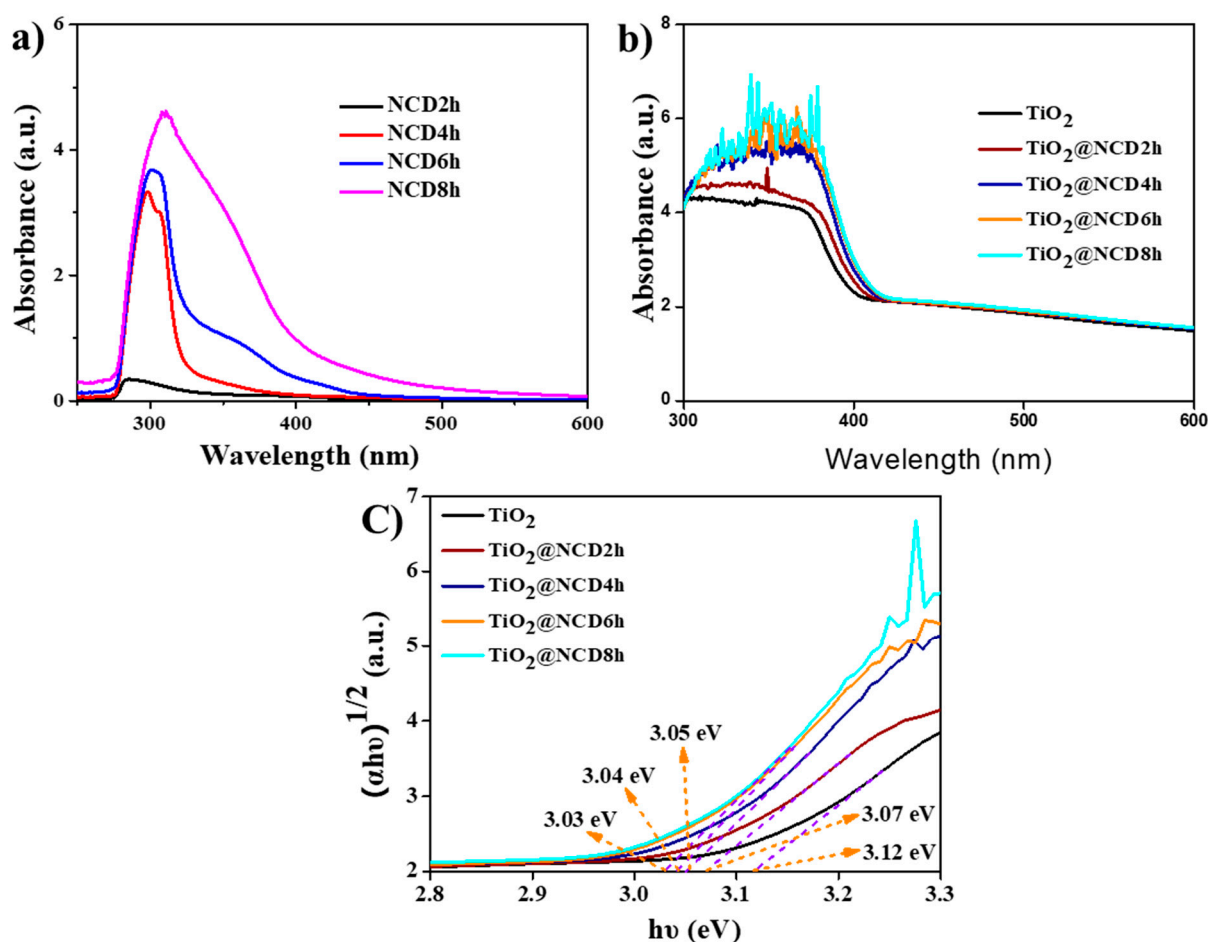 a)
6
4
2
0
300
400
500
600
Absorbance (a.u.)
Wavelength (nm)
NCD2h
NCD4h
NCD6h
NCD8h
b)
8
6
4
2
0
300
400
500
600
Absorbance (a.u.)
Wavelength (nm)
TiO2
TiO2@NCD2h
TiO2@NCD4h
TiO2@NCD6h
TiO2@NCD8h
C)
7
6
5
4
3
2
2.8
2.9
3.0
3.1
3.2
3.3
(αhυ)1/2 (a.u.)
hυ (eV)
TiO2
TiO2@NCD2h
TiO2@NCD4h
TiO2@NCD6h
TiO2@NCD8h
3.05 eV
3.04 eV
3.03 eV
3.07 eV
3.12 eV